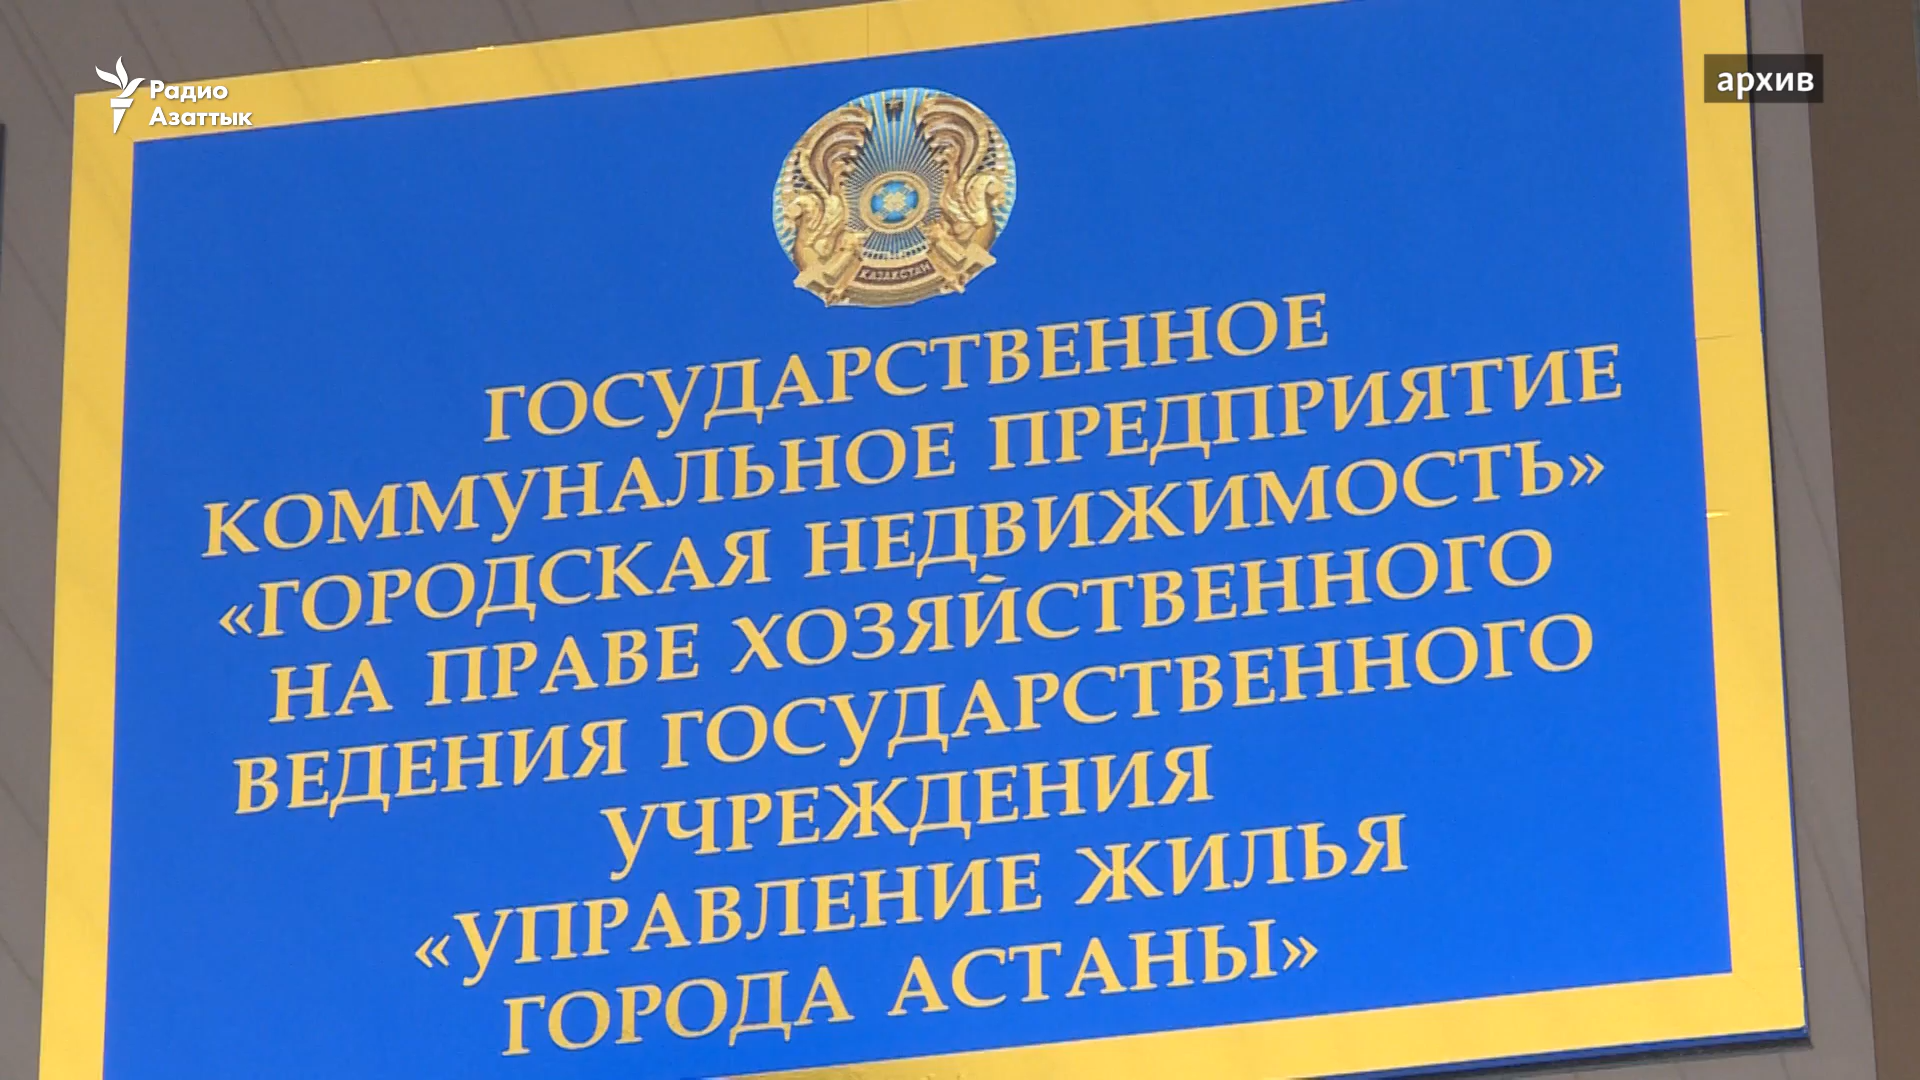 Радио
Азаттык
архив
ҚАЗАҚСТАН
ГОСУДАРСТВЕННОЕ
КОММУНАЛЬНОЕ ПРЕДПРИЯТИЕ
«ГОРОДСКАЯ НЕДВИЖИМОСТЬ»
НА ПРАВЕ ХОЗЯЙСТВЕННОГО
ВЕДЕНИЯ ГОСУДАРСТВЕННОГО
УЧРЕЖДЕНИЯ
«УПРАВЛЕНИЕ ЖИЛЬЯ
ГОРОДА АСТАНЫ»